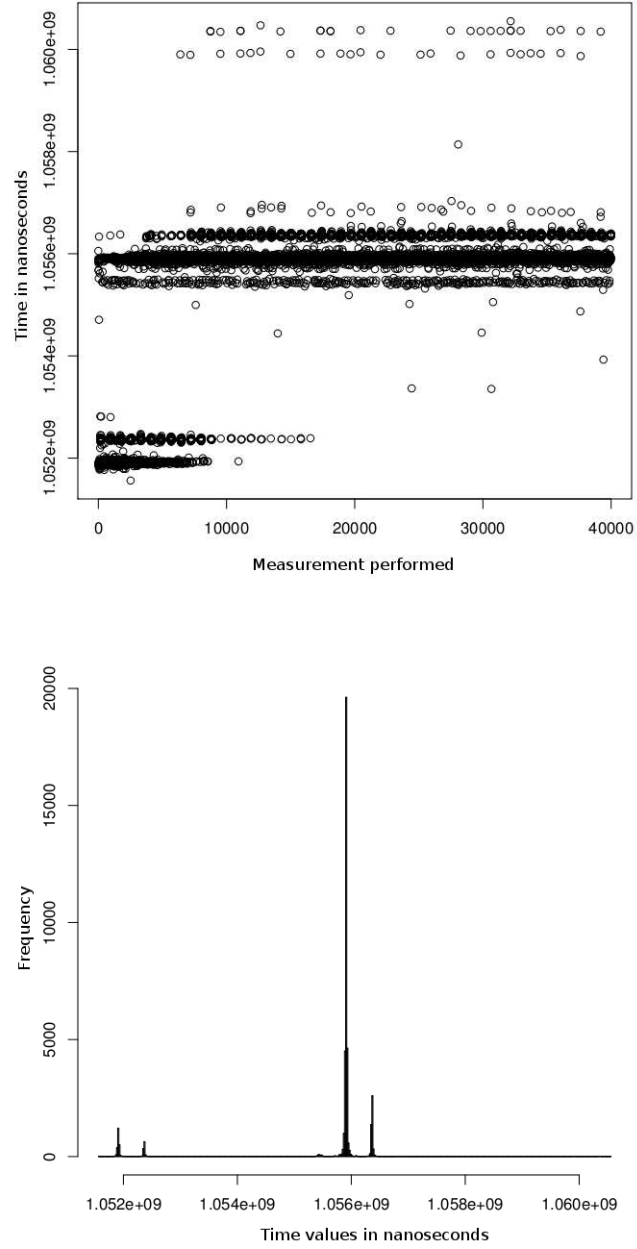 1.060e+09
1.058e+09
1.056e+09
1.054e+09
1.052e+09
Time in nanoseconds
0 10000 20000 30000 40000
Measurement performed
20000
15000
10000
5000
0
Frequency
1.052e+09 1.054e+09 1.056e+09 1.058e+09 1.060e+09
Time values in nanoseconds